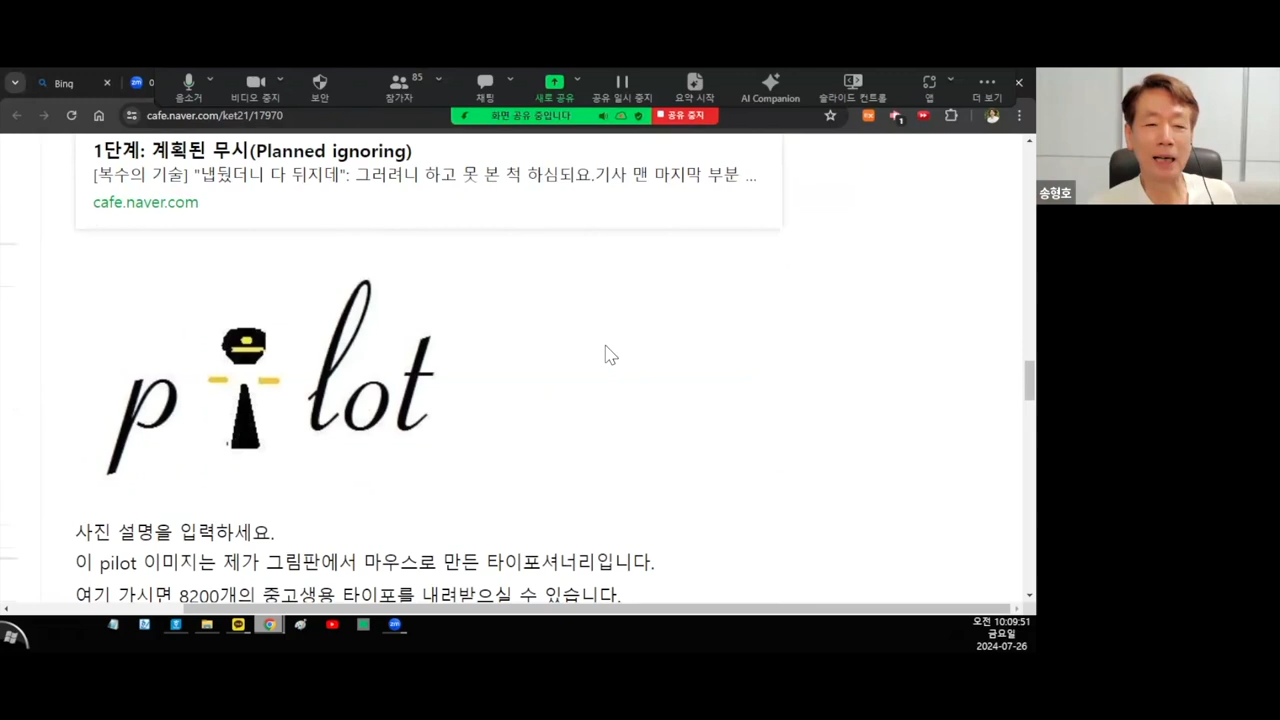 Bing
0
음소거
비디오 중지
보안
85
참가자
채팅
새로 공유
공유 일시 중지
요약 시작
AI Companion
슬라이드 컨트롤
앱
더 보기
cafe.naver.com/ket21/17970
화면 공유 중입니다
공유 중지
1
1단계: 계획된 무시(Planned ignoring)
[복수의 기술] "냅뒀더니 다 뒤지데": 그러려니 하고 못 본 척 하심되요.기사 맨 마지막 부분 ...
cafe.naver.com
송형호
pilot
사진 설명을 입력하세요.
이 pilot 이미지는 제가 그림판에서 마우스로 만든 타이포셔너리입니다.
여기 가시면 8200개의 중고생용 타이포를 내려받으실 수 있습니다.
오전 10:09:51
금요일
2024-07-26